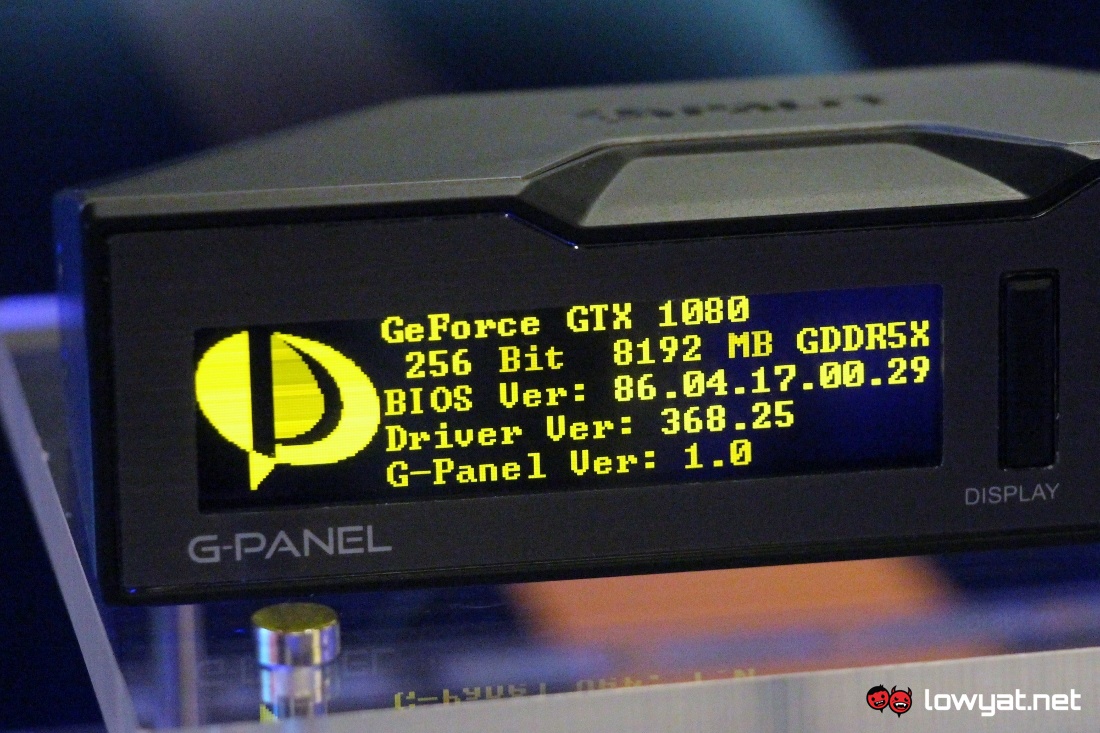 GeForce GTX 1080
256 Bit 8192 MB GDDR5X
BIOS Ver: 86.04.17.00.29
Driver Ver: 368.25
G-Panel Ver: 1.0
DISPLAY
G-PANEL
lowyat.net